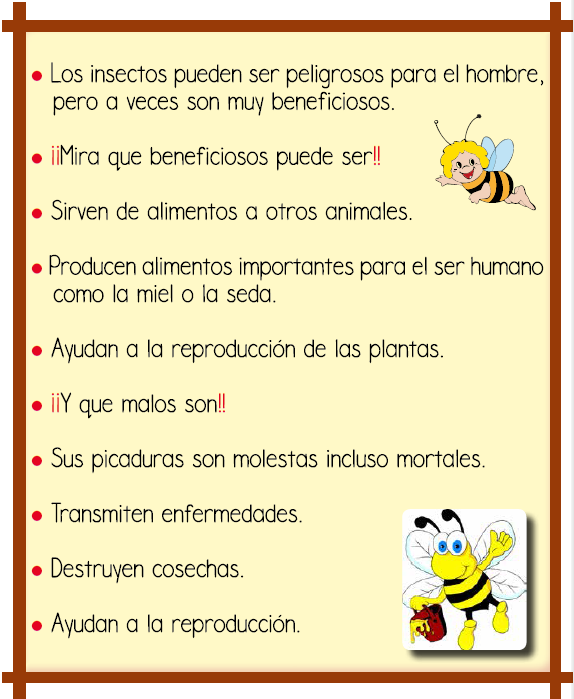 • Los insectos pueden ser peligrosos para el hombre,
pero a veces son muy beneficiosos.
• ¡¡Mira que beneficiosos puede ser!!
• Sirven de alimentos a otros animales.
• Producen alimentos importantes para el ser humano
como la miel o la seda.
• Ayudan a la reproducción de las plantas.
• ¡¡Y que malos son!!
• Sus picaduras son molestas incluso mortales.
• Transmiten enfermedades.
• Destruyen cosechas.
• Ayudan a la reproducción.